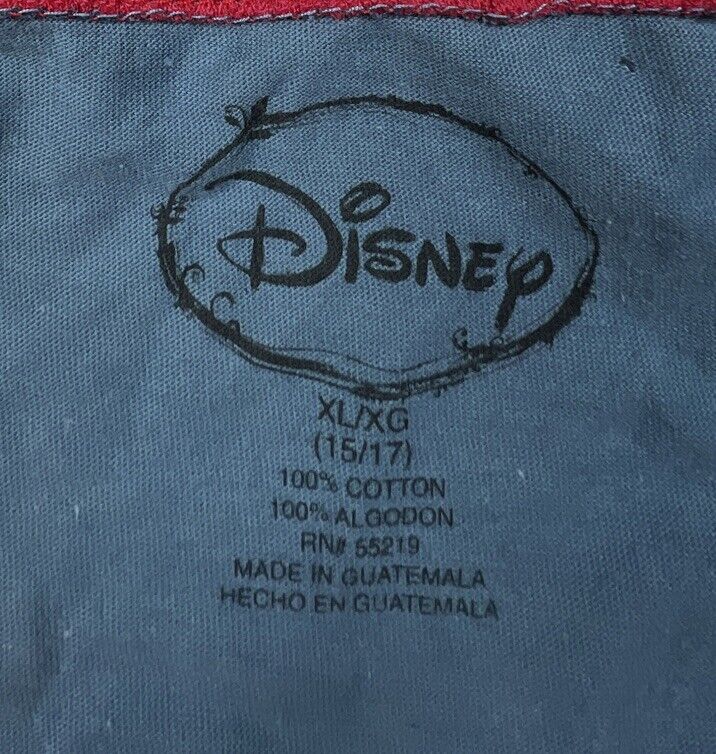 Disney
XL/XG
(15/17)
100% COTTON
100% ALGODON
RN# 55219
MADE IN GUATEMALA
HECHO EN GUATEMALA